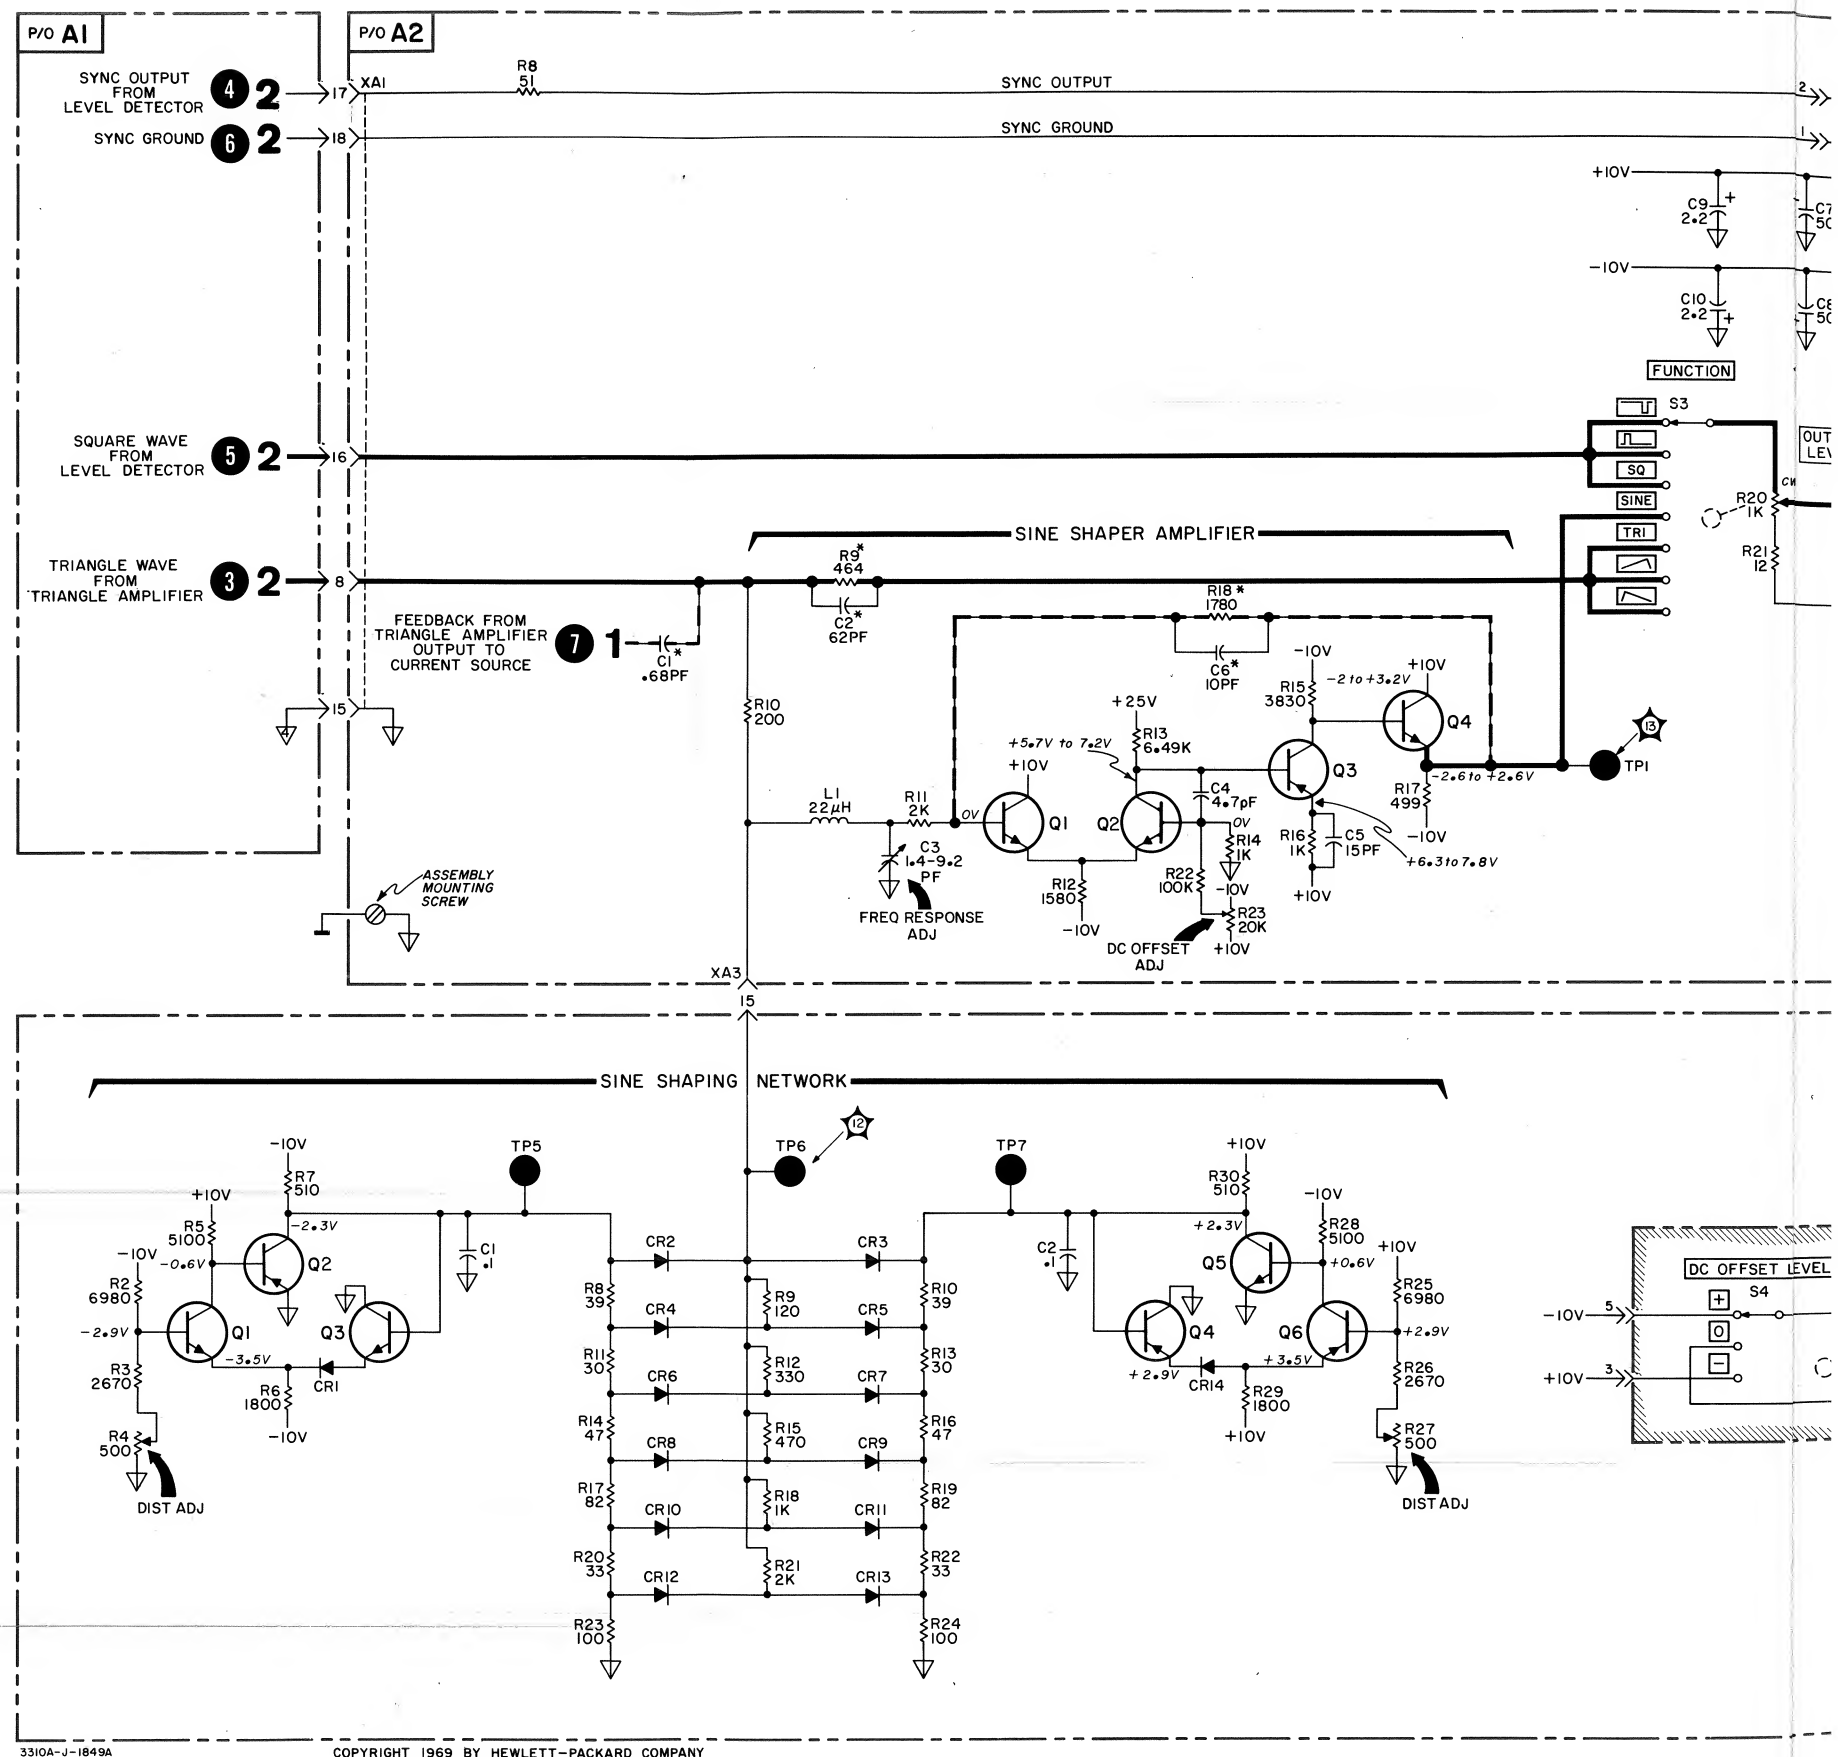 P/O A1
P/O A2
SYNC OUTPUT
FROM
LEVEL DETECTOR
4 2
17
XA1
R8
51
SYNC OUTPUT
2
SYNC GROUND
6 2
18
SYNC GROUND
1
+10V
C9
2.2
+
-10V
C10
2.2
+
FUNCTION
S3
SQ
SINE
TRI
CW
R20
1K
R21
12
SQUARE WAVE
FROM
LEVEL DETECTOR
5 2
16
TRIANGLE WAVE
FROM
TRIANGLE AMPLIFIER
3 2
8
SINE SHAPER AMPLIFIER
R9*
464
C2*
62PF
FEEDBACK FROM
TRIANGLE AMPLIFIER
OUTPUT TO
CURRENT SOURCE
7 1
C1*
.68PF
R18*
1780
C6*
10PF
15
4
R10
200
L1
22µH
R11
2K
C3
1.4-9.2
PF
FREQ RESPONSE
ADJ
0V
Q1
+10V
+5.7V to 7.2V
+25V
R13
6.49K
Q2
C4
4.7pF
0V
R14
1K
R12
1580
-10V
R22
100K
-10V
R23
20K
+10V
DC OFFSET
ADJ
-10V
R15
3830
-2 to +3.2V
+10V
Q4
Q3
R16
1K
C5
15PF
+6.3 to 7.8V
+10V
R17
499
-10V
-2.6 to +2.6V
TP1
13
ASSEMBLY
MOUNTING
SCREW
XA3
15
SINE SHAPING NETWORK
TP5
TP6
12
TP7
-10V
R7
510
+10V
R5
5100
-2.3V
Q2
-0.6V
-10V
R2
6980
-2.9V
Q1
Q3
-3.5V
R3
2670
R6
1800
CR1
-10V
R4
500
DIST ADJ
C1
.1
CR2
CR3
R8
39
R9
120
R10
39
CR4
CR5
R11
30
R12
330
R13
30
CR6
CR7
R14
47
R15
470
R16
47
CR8
CR9
R17
82
R18
1K
R19
82
CR10
CR11
R20
33
R21
2K
R22
33
CR12
CR13
R23
100
R24
100
C2
.1
+10V
R30
510
+2.3V
Q5
-10V
R28
5100
+0.6V
+10V
R25
6980
Q4
Q6
+2.9V
+2.9V
CR14
+3.5V
R29
1800
+10V
R26
2670
R27
500
DIST ADJ
DC OFFSET LEVEL
S4
-10V
5
+
0
-
+10V
3
3310A-J-1849A
COPYRIGHT 1969 BY HEWLETT-PACKARD COMPANY